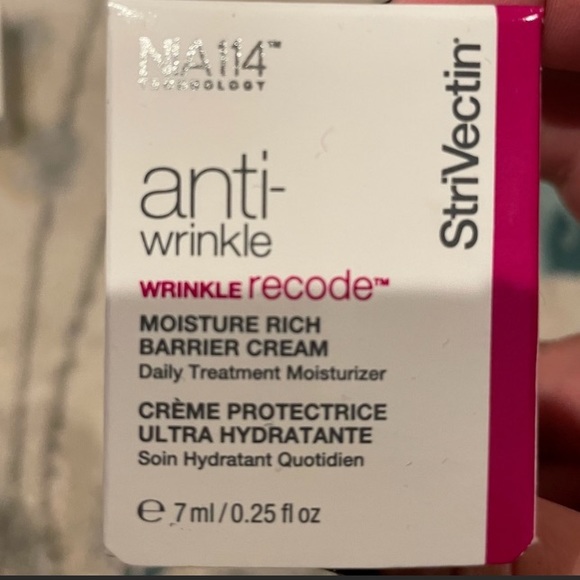 NIA114™
TECHNOLOGY
StriVectin®
anti-
wrinkle
WRINKLE recode™
MOISTURE RICH
BARRIER CREAM
Daily Treatment Moisturizer
CRÈME PROTECTRICE
ULTRA HYDRATANTE
Soin Hydratant Quotidien
℮ 7 ml / 0.25 fl oz